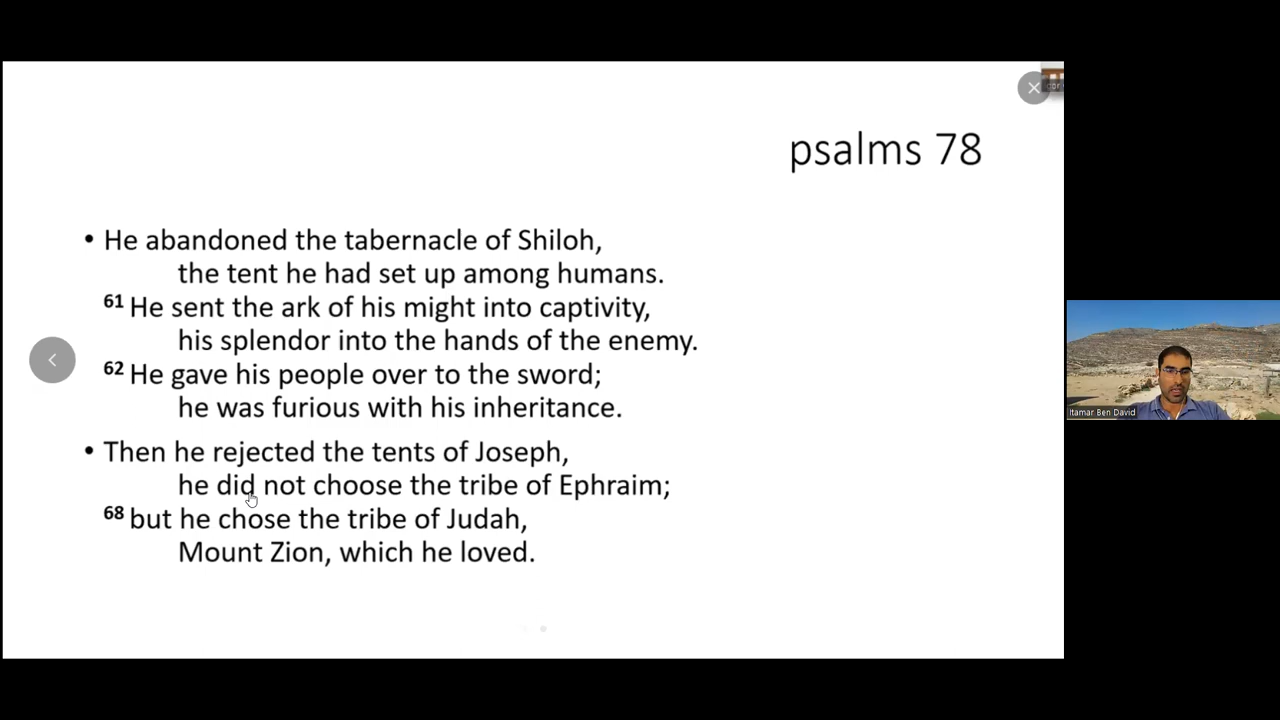 psalms 78
• He abandoned the tabernacle of Shiloh,
the tent he had set up among humans.
61 He sent the ark of his might into captivity,
his splendor into the hands of the enemy.
62 He gave his people over to the sword;
he was furious with his inheritance.
• Then he rejected the tents of Joseph,
he did not choose the tribe of Ephraim;
68 but he chose the tribe of Judah,
Mount Zion, which he loved.
Itamar Ben David